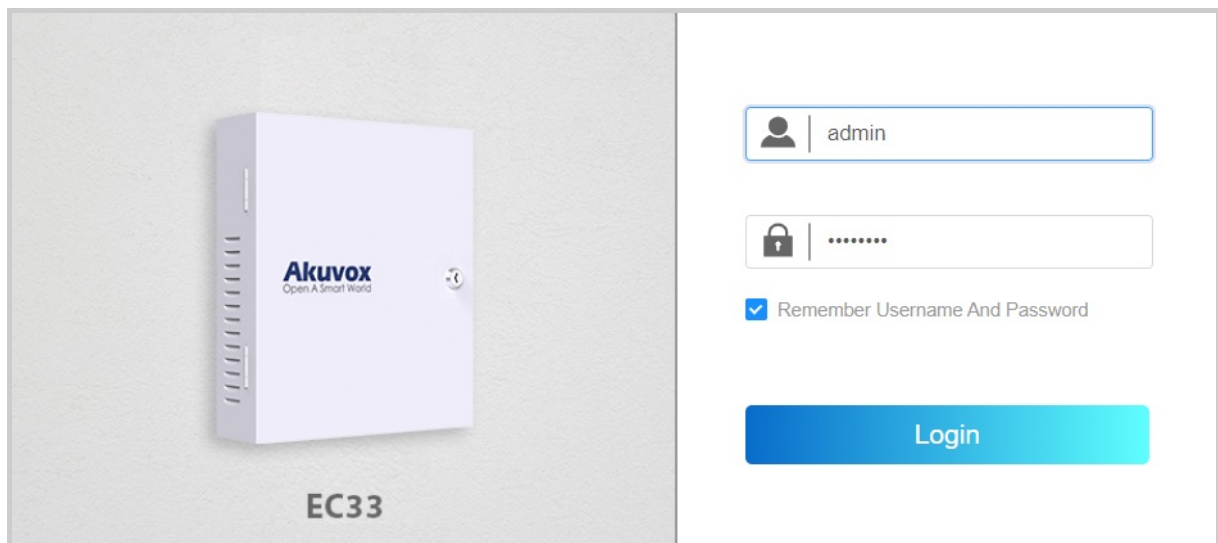 Akuvox
Open A Smart World
EC33
admin
••••••••
Remember Username And Password
Login